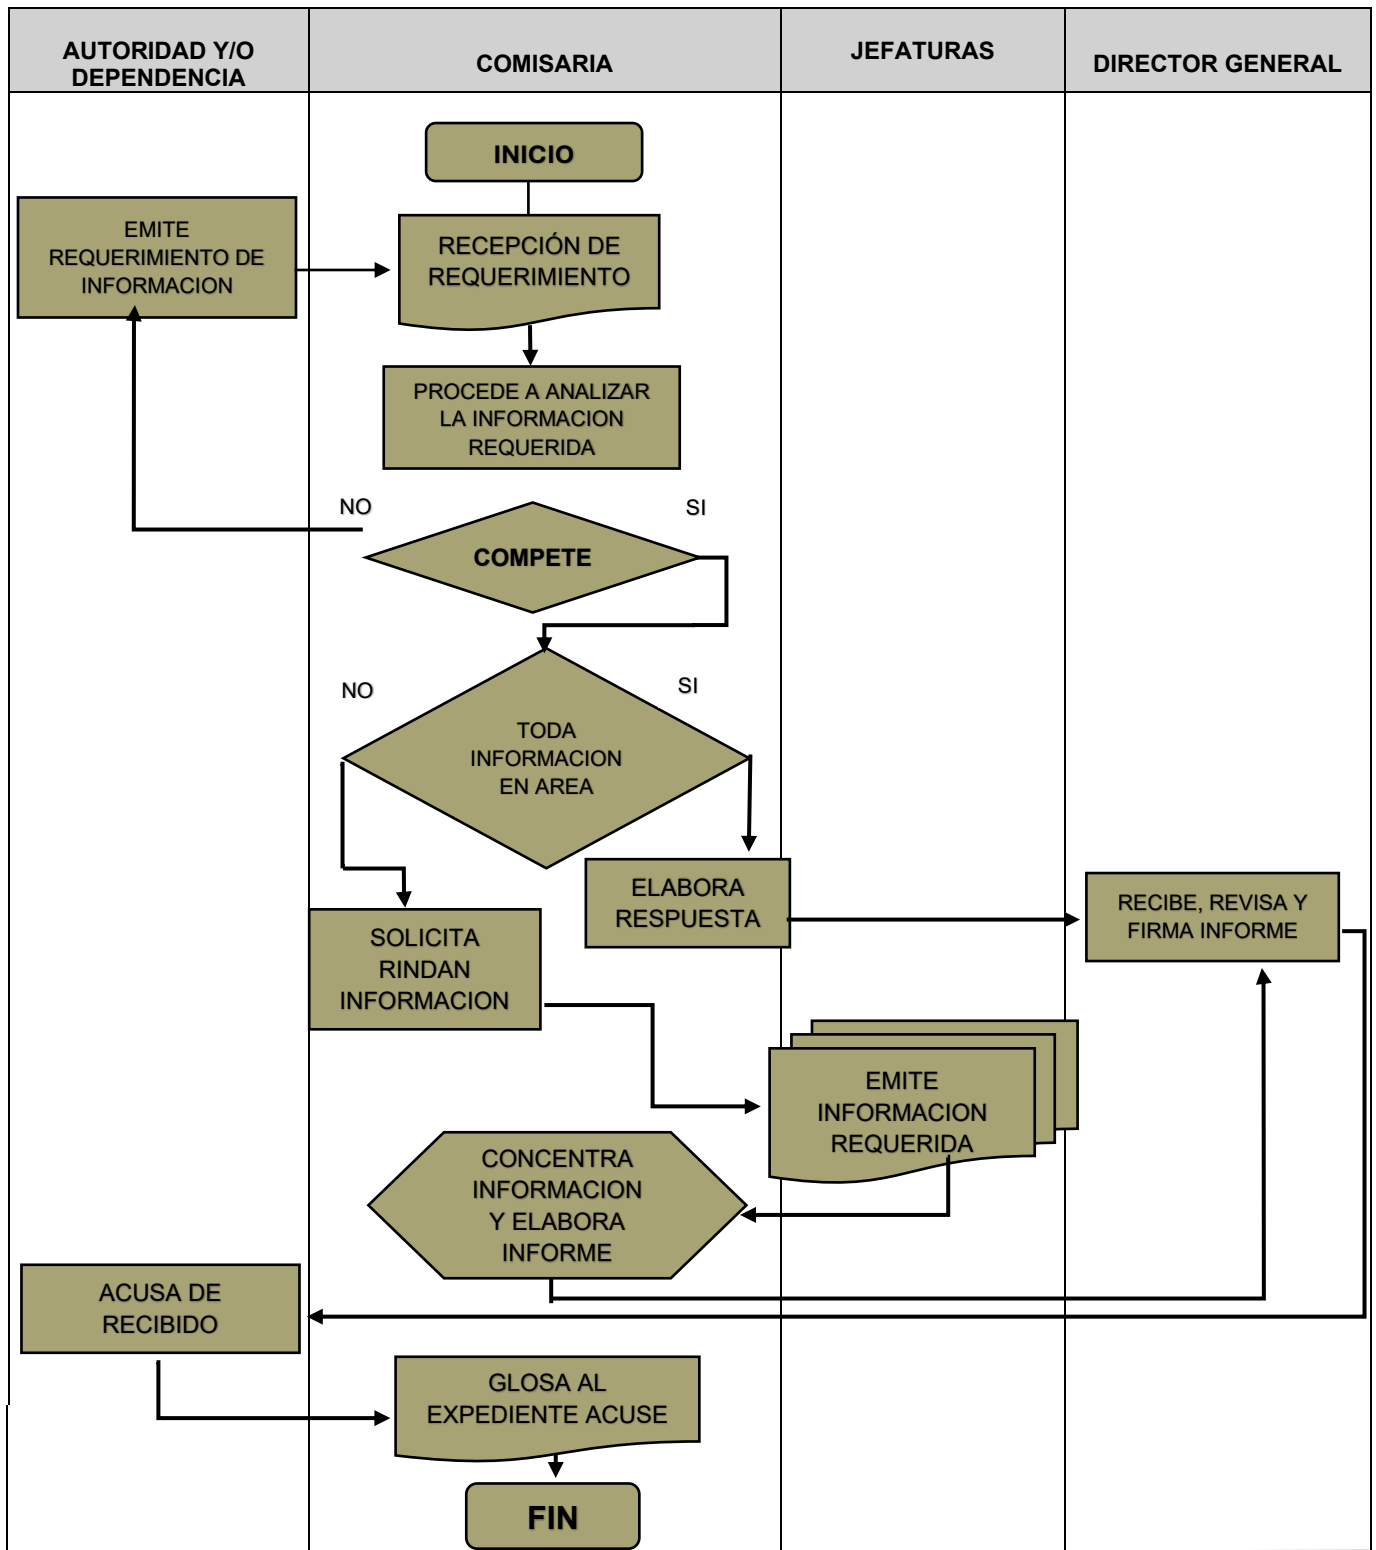 AUTORIDAD Y/O
DEPENDENCIA
COMISARIA
JEFATURAS
DIRECTOR GENERAL
INICIO
EMITE
REQUERIMIENTO DE
INFORMACION
RECEPCIÓN DE
REQUERIMIENTO
PROCEDE A ANALIZAR
LA INFORMACION
REQUERIDA
NO
SI
COMPETE
NO
SI
TODA
INFORMACION
EN AREA
ELABORA
RESPUESTA
RECIBE, REVISA Y
FIRMA INFORME
SOLICITA
RINDAN
INFORMACION
EMITE
INFORMACION
REQUERIDA
CONCENTRA
INFORMACION
Y ELABORA
INFORME
ACUSA DE
RECIBIDO
GLOSA AL
EXPEDIENTE ACUSE
FIN